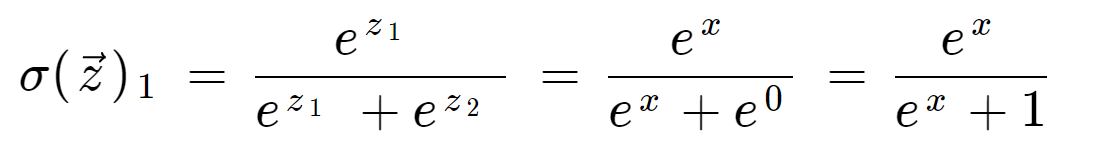 σ(z⃗)₁ = e^{z₁} / (e^{z₁} + e^{z₂}) = e^x / (e^x + e^0) = e^x / (e^x + 1)